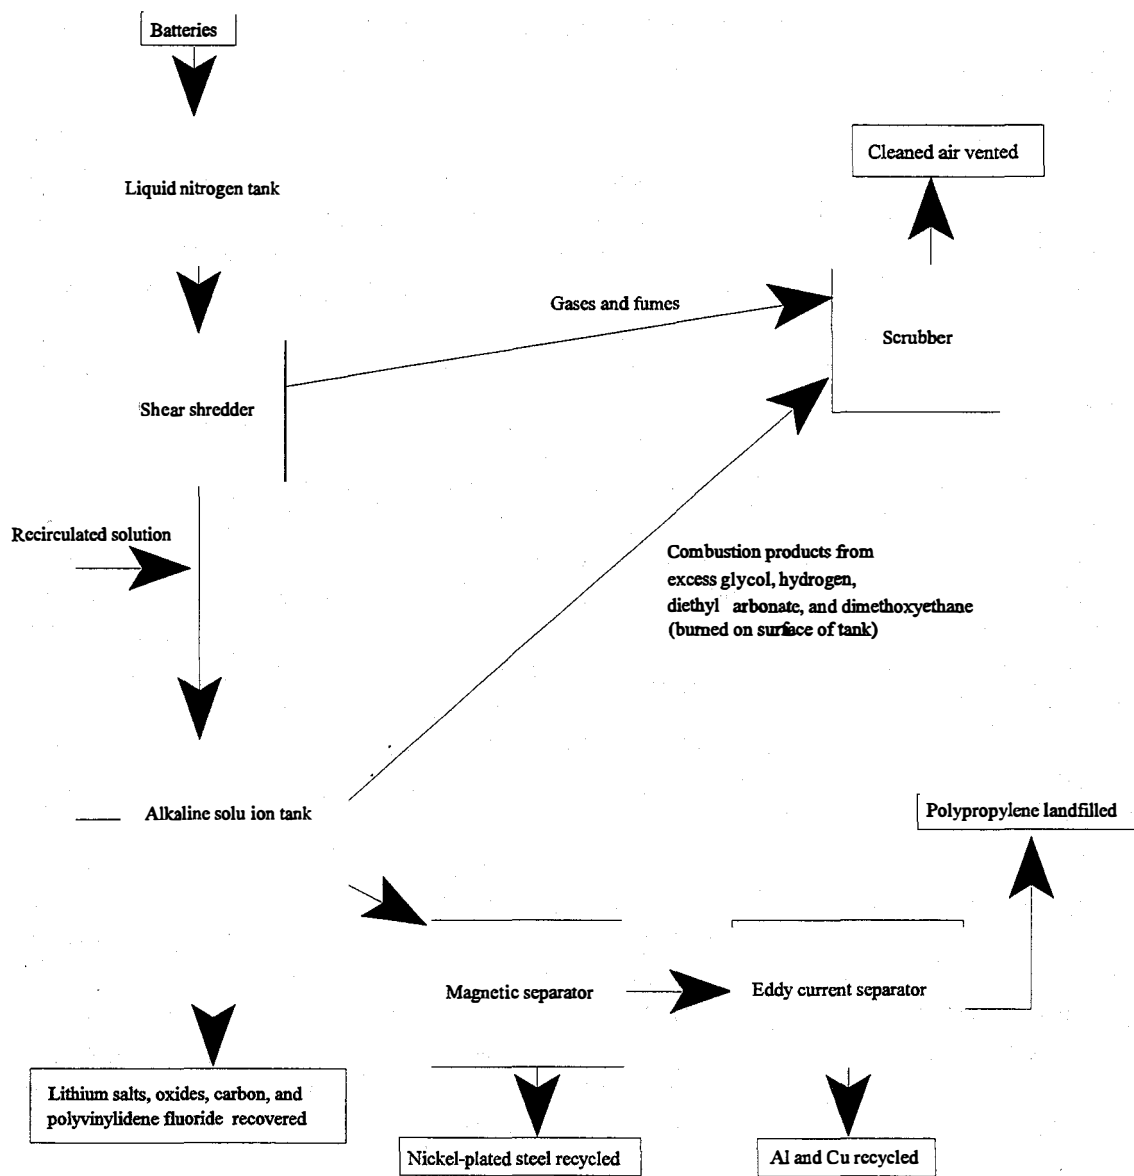 Batteries
Cleaned air vented
Liquid nitrogen tank
Gases and fumes
Scrubber
Shear shredder
Recirculated solution
Combustion products from
excess glycol, hydrogen,
diethyl arbonate, and dimethoxyethane
(burned on surface of tank)
Alkaline solu ion tank
Polypropylene landfilled
Magnetic separator
Eddy current separator
Lithium salts, oxides, carbon, and
polyvinylidene fluoride recovered
Nickel-plated steel recycled
Al and Cu recycled